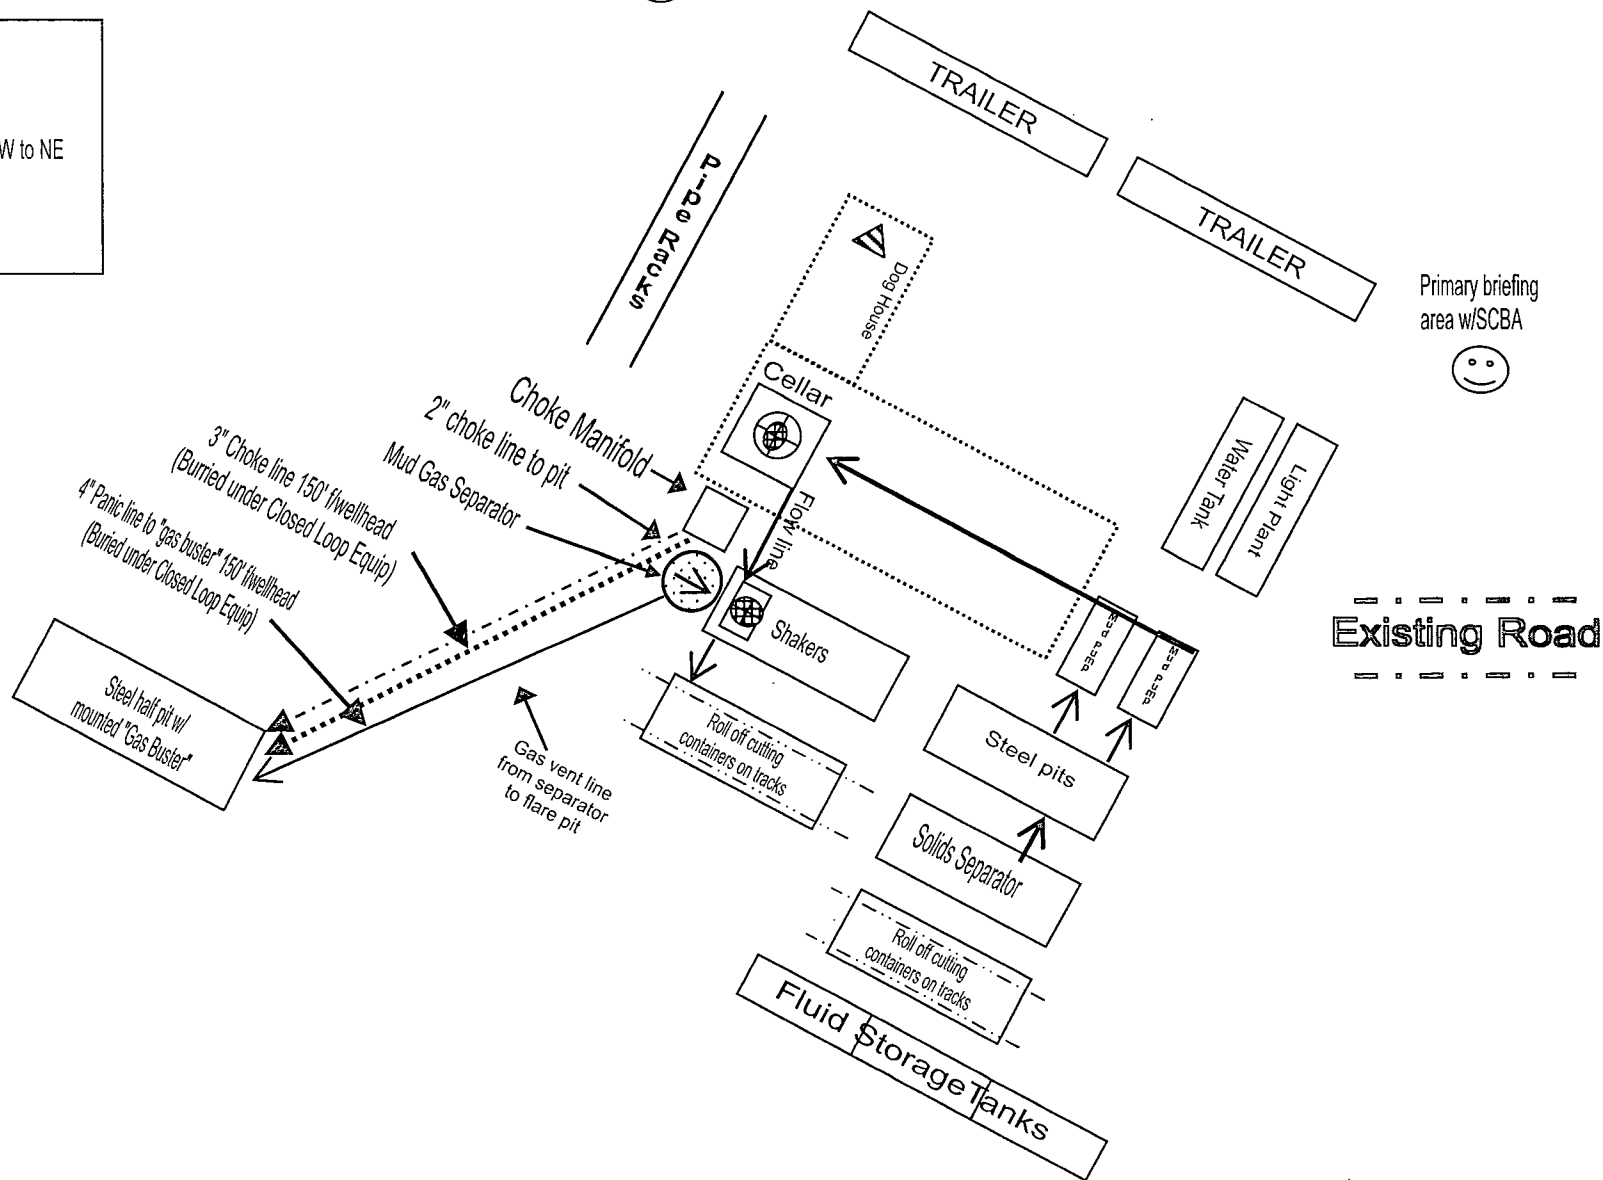 W to NE
TRAILER
TRAILER
Pipe Racks
Dog House
Primary briefing
area w/SCBA
Cellar
Choke Manifold
2" choke line to pit
Mud Gas Separator
3" Choke line 150' f/wellhead
(Burried under Closed Loop Equip)
4" Panic line to "gas buster" 150' f/wellhead
(Buried under Closed Loop Equip)
Flow line
Water Tank
Light Plant
Existing Road
Mud Pump
Mud Pump
Shakers
Steel half pit w/
mounted "Gas Buster"
Gas vent line
from separator
to flare pit
Roll off cutting
containers on tracks
Steel pits
Solids Separator
Roll off cutting
containers on tracks
Fluid StorageTanks